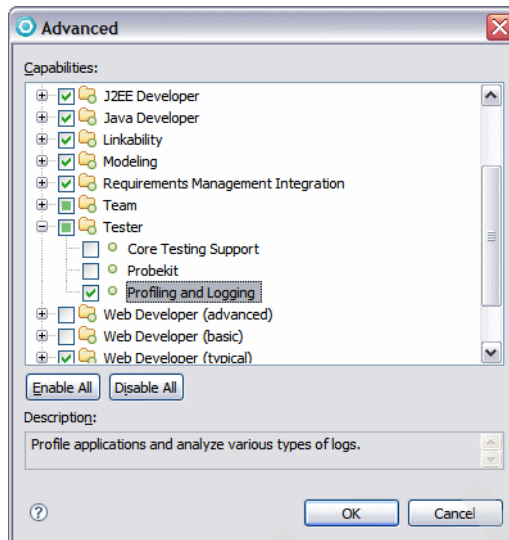 Advanced
Capabilities:
J2EE Developer
Java Developer
Linkability
Modeling
Requirements Management Integration
Team
Tester
Core Testing Support
Probekit
Profiling and Logging
Web Developer (advanced)
Web Developer (basic)
Web Developer (typical)
Enable All Disable All
Description:
Profile applications and analyze various types of logs.
OK Cancel